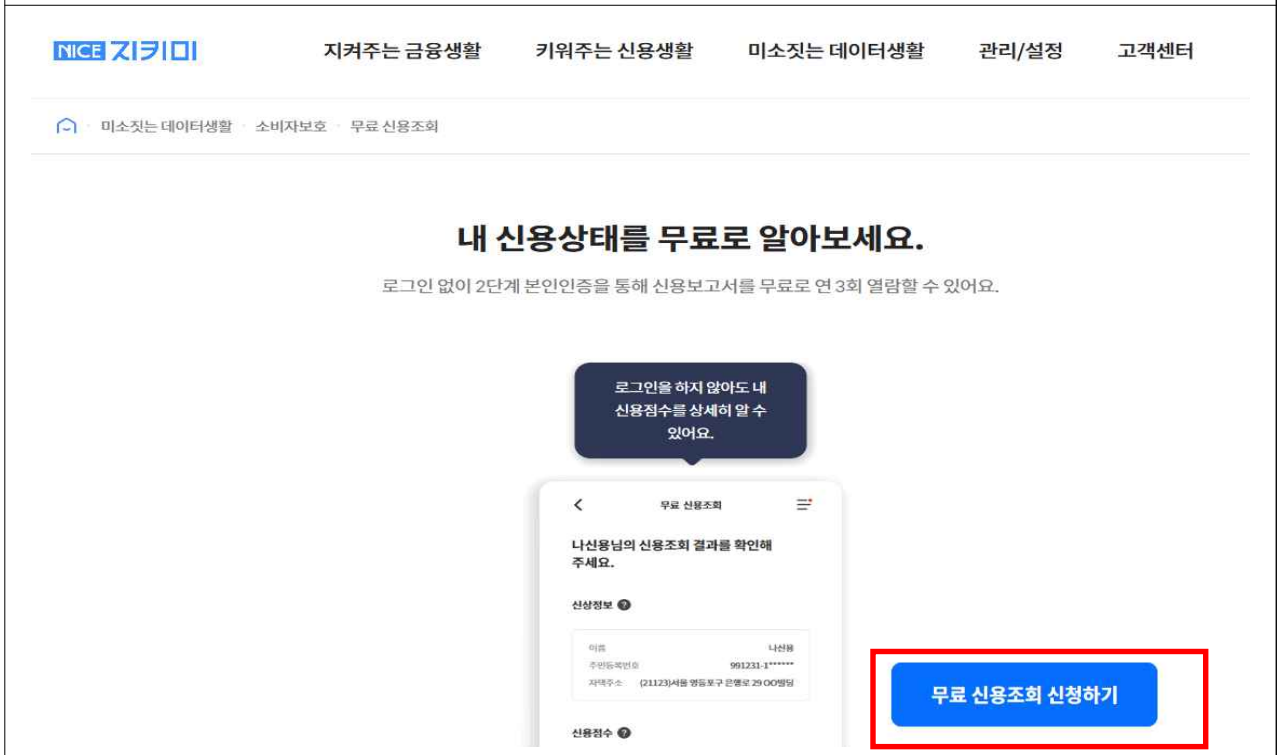 NICE 지키미
지켜주는 금융생활 키워주는 신용생활 미소짓는 데이터생활 관리/설정 고객센터
미소짓는 데이터생활 · 소비자보호 · 무료 신용조회
내 신용상태를 무료로 알아보세요.
로그인 없이 2단계 본인인증을 통해 신용보고서를 무료로 연 3회 열람할 수 있어요.
로그인을 하지 않아도 내
신용점수를 상세히 알 수
있어요.
무료 신용조회
나신용님의 신용조회 결과를 확인해
주세요.
신상정보 ?
이름 나신용
주민등록번호 991231-1******
자택주소 (21123)서울 영등포구 은행로 29 OO빌딩
무료 신용조회 신청하기
신용점수 ?